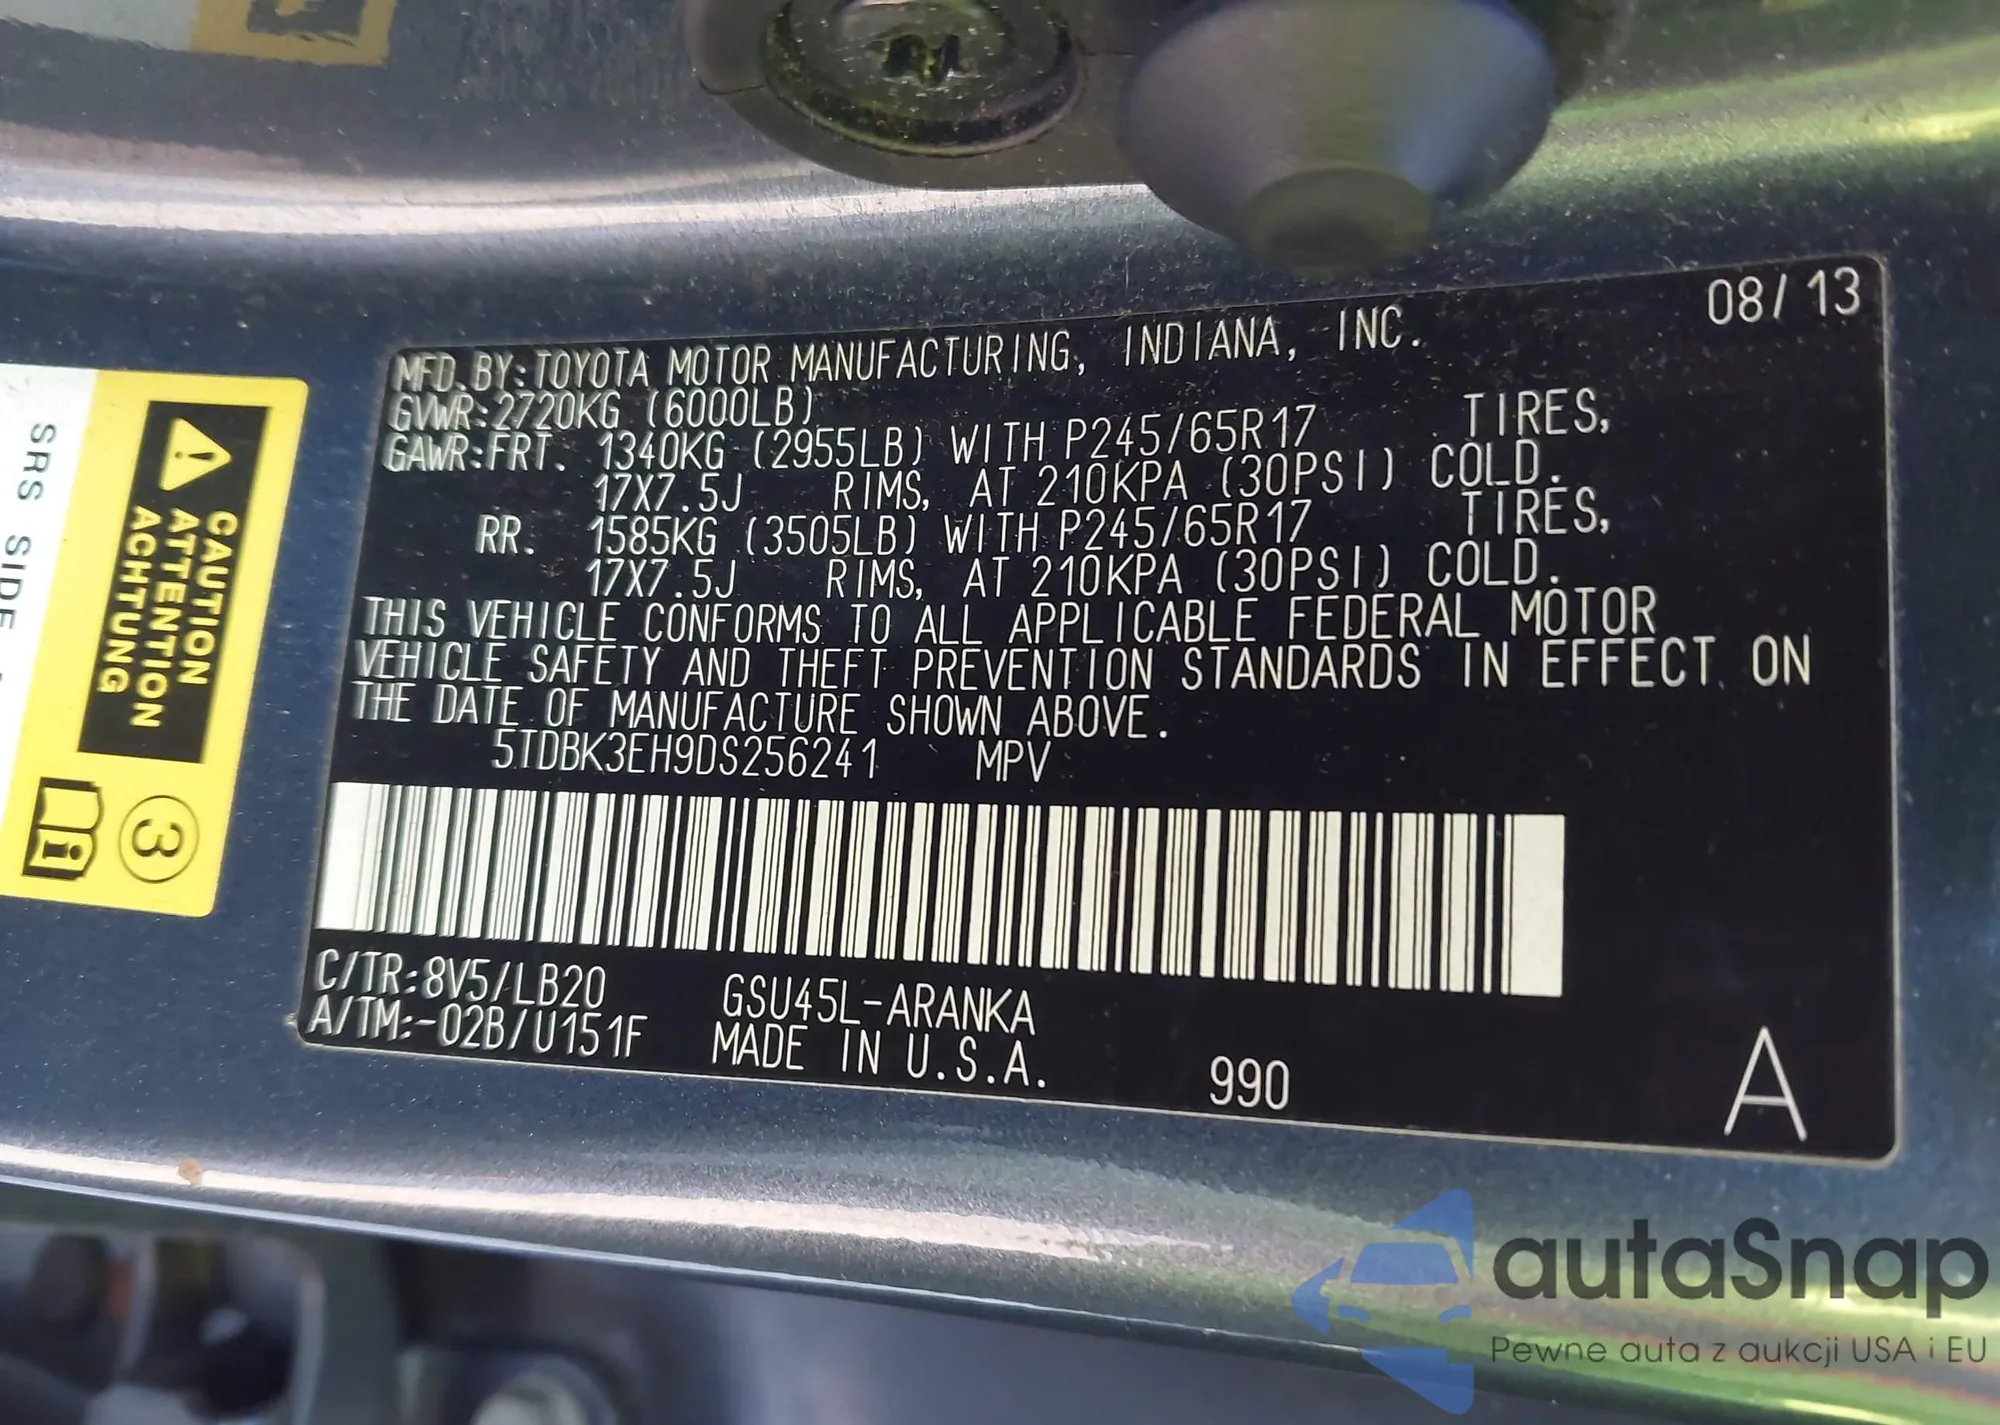 08/13
MFD.BY:TOYOTA MOTOR MANUFACTURING, INDIANA, INC.
GVWR:2720KG (6000LB)
GAWR:FRT. 1340KG (2955LB) WITH P245/65R17 TIRES,
17X7.5J RIMS, AT 210KPA (30PSI) COLD.
RR. 1585KG (3505LB) WITH P245/65R17 TIRES,
17X7.5J RIMS, AT 210KPA (30PSI) COLD.
THIS VEHICLE CONFORMS TO ALL APPLICABLE FEDERAL MOTOR
VEHICLE SAFETY AND THEFT PREVENTION STANDARDS IN EFFECT ON
THE DATE OF MANUFACTURE SHOWN ABOVE.
5TDBK3EH9DS256241 MPV
C/TR:8V5/LB20 GSU45L-ARANKA
A/TM:-02B/U151F MADE IN U.S.A.
990
A
CAUTION
ATTENTION
ACHTUNG
3
SRS SIDE
autaSnap
Pewne auta z aukcji USA i EU